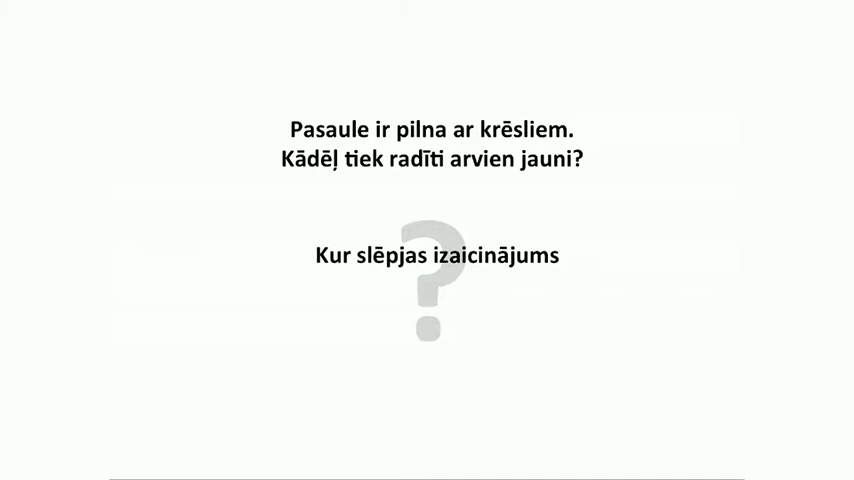 Pasaule ir pilna ar krēsliem.
Kādēļ tiek radīti arvien jauni?
Kur slēpjas izaicinājums
?